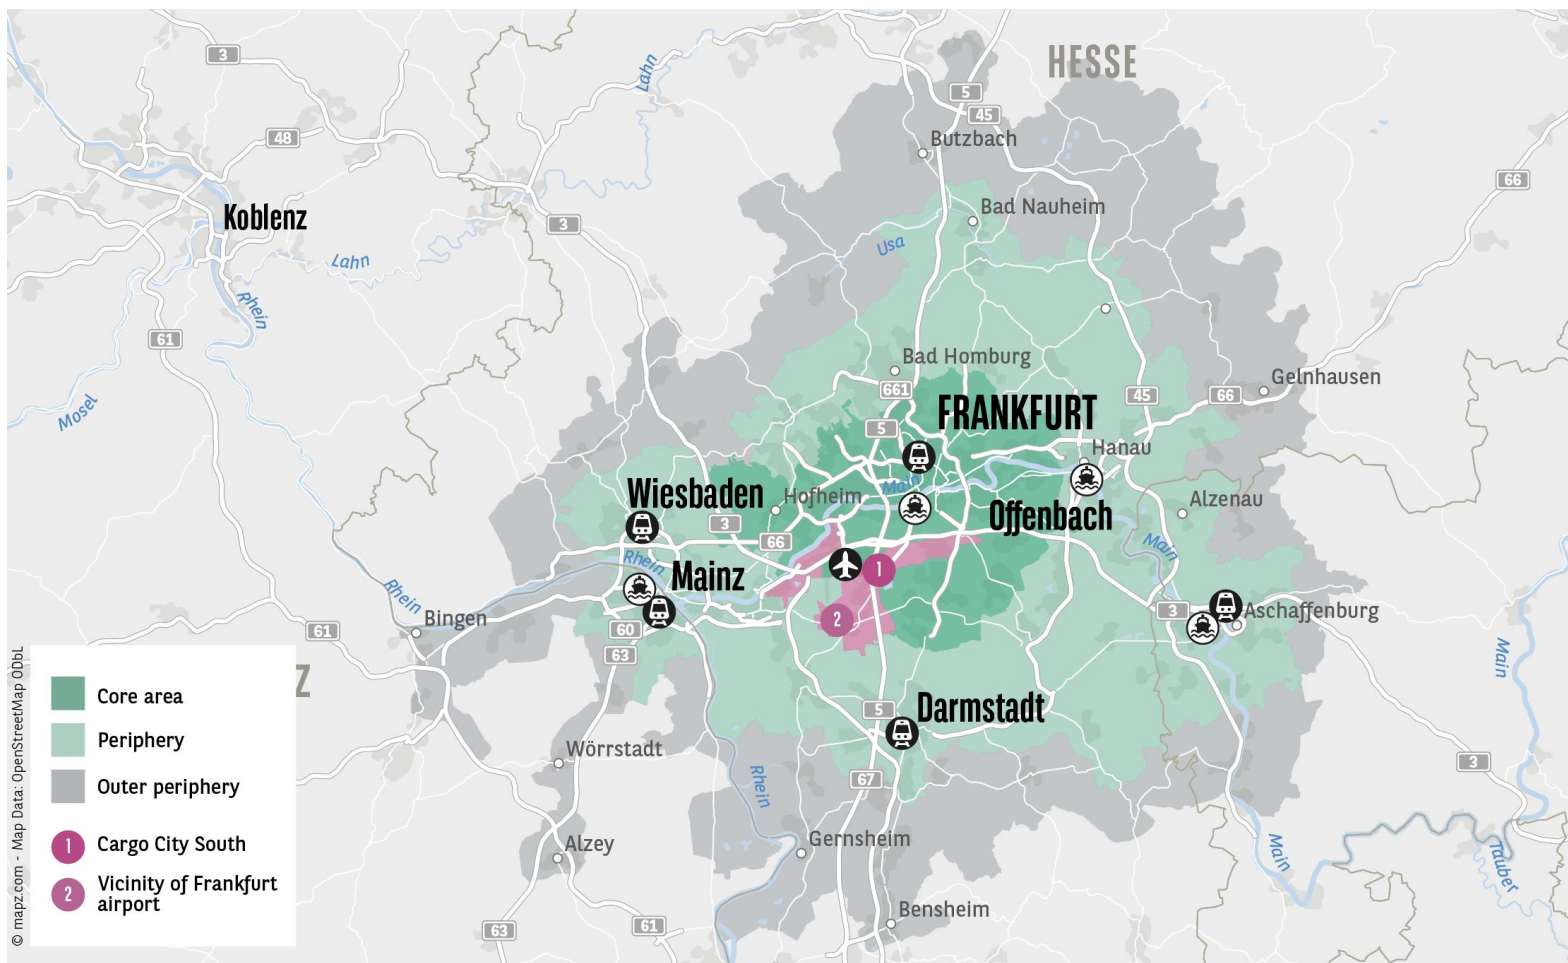 HESSE
3
Lahn
5
45
48
Butzbach
66
Koblenz
3
Bad Nauheim
Usa
Lahn
Rhein
61
Bad Homburg
Gelnhausen
Mosel
661
45
66
FRANKFURT
5
Hanau
Wiesbaden
Hofheim
Main
Alzenau
Offenbach
3
66
Main
Rhein
Mainz
1
Rhein
Bingen
2
3
Aschaffenburg
61
60
63
Main
Z
Darmstadt
5
Wörrstadt
3
67
Rhein
Gernsheim
Alzey
Main
Tauber
Bensheim
63
61
Core area
Periphery
Outer periphery
1 Cargo City South
2 Vicinity of Frankfurt
airport
© mapz.com - Map Data: OpenStreetMap ODbL